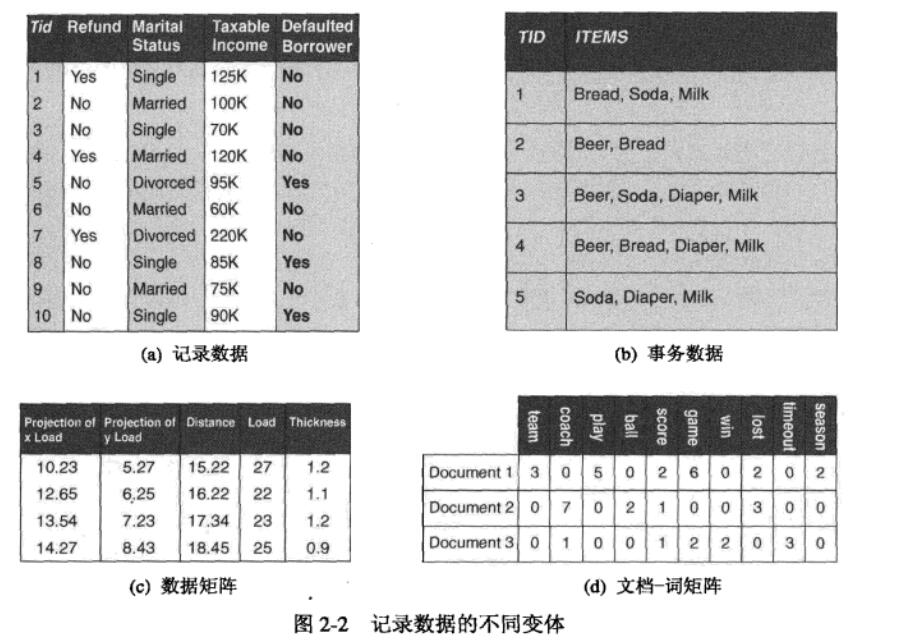 Tid Refund Marital Status Taxable Income Defaulted Borrower
1 Yes Single 125K No
2 No Married 100K No
3 No Single 70K No
4 Yes Married 120K No
5 No Divorced 95K Yes
6 No Married 60K No
7 Yes Divorced 220K No
8 No Single 85K Yes
9 No Married 75K No
10 No Single 90K Yes
(a) 记录数据
TID ITEMS
1 Bread, Soda, Milk
2 Beer, Bread
3 Beer, Soda, Diaper, Milk
4 Beer, Bread, Diaper, Milk
5 Soda, Diaper, Milk
(b) 事务数据
Projection of x Load Projection of y Load Distance Load Thickness
10.23 5.27 15.22 27 1.2
12.65 6.25 16.22 22 1.1
13.54 7.23 17.34 23 1.2
14.27 8.43 18.45 25 0.9
(c) 数据矩阵
team coach play ball score game win lost timeout season
Document 1 3 0 5 0 2 6 0 2 0 2
Document 2 0 7 0 2 1 0 0 3 0 0
Document 3 0 1 0 0 1 2 2 0 3 0
(d) 文档-词矩阵
图 2-2 记录数据的不同变体